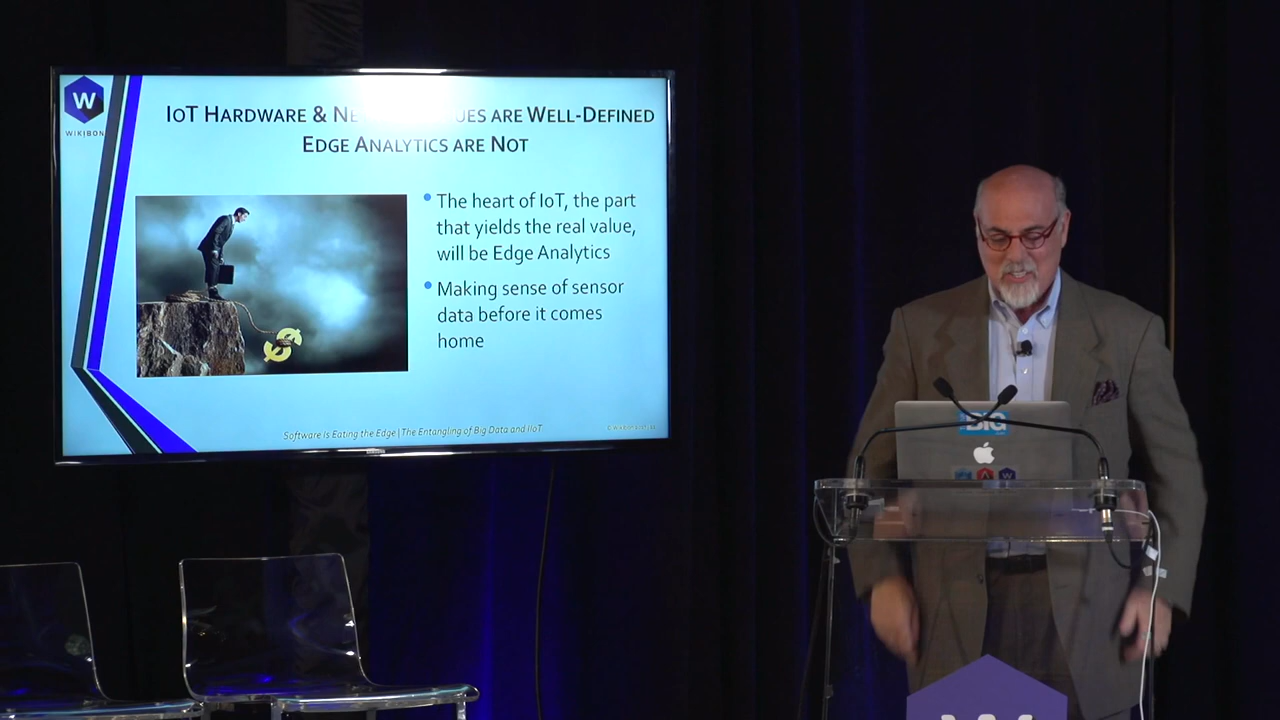 W
WIKIBON
IOT HARDWARE & NE UES ARE WELL-DEFINED
EDGE ANALYTICS ARE NOT
• The heart of IoT, the part
that yields the real value,
will be Edge Analytics
• Making sense of sensor
data before it comes
home
Software is Eating the Edge | The Entangling of Big Data and IIoT
BIG